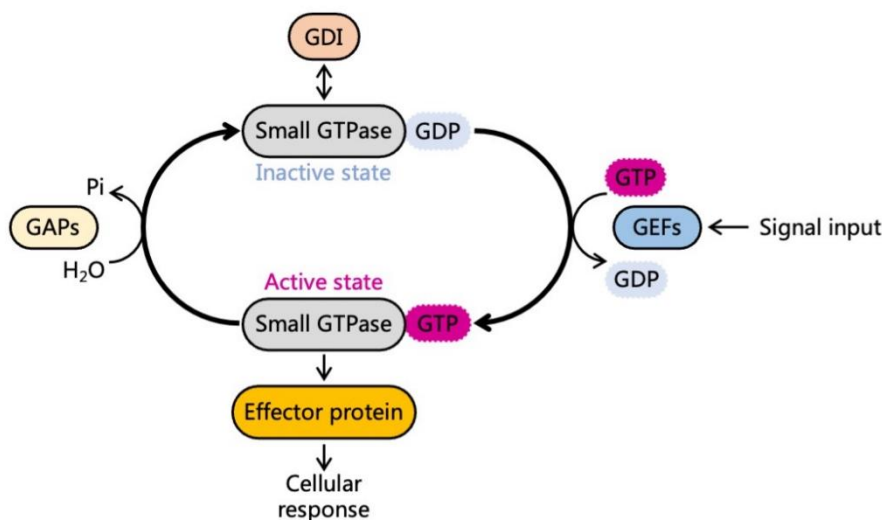 GDI
Small GTPase GDP
Inactive state
GTP
Pi
GAPs
GEFs
Signal input
H₂O
GDP
Active state
Small GTPase GTP
Effector protein
Cellular
response